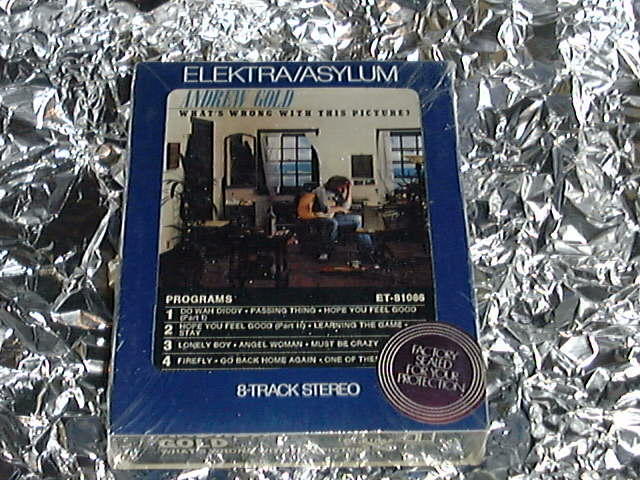 ELEKTRA/ASYLUM
ANDREW GOLD
WHAT'S WRONG WITH THIS PICTURE?
PROGRAMS ET-81086
1 DO WAH DIDDY • PASSING THING • HOPE YOU FEEL GOOD
(Part I)
2 HOPE YOU FEEL GOOD (Part II) • LEARNING THE GAME •
STAY
3 LONELY BOY • ANGEL WOMAN • MUST BE CRAZY
4 FIREFLY • GO BACK HOME AGAIN • ONE OF THEM
FACTORY
SEALED
FOR YOUR
PROTECTION
8-TRACK STEREO
GOLD